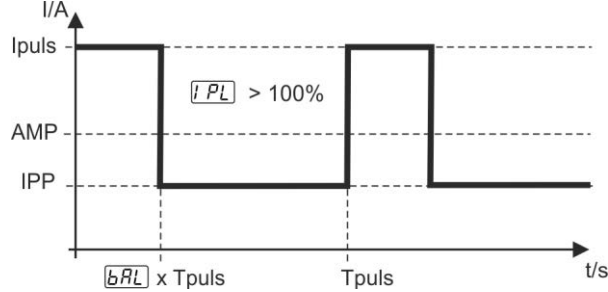 I/A
Ipuls
IPL > 100%
AMP
IPP
bAL x Tpuls
Tpuls
t/s